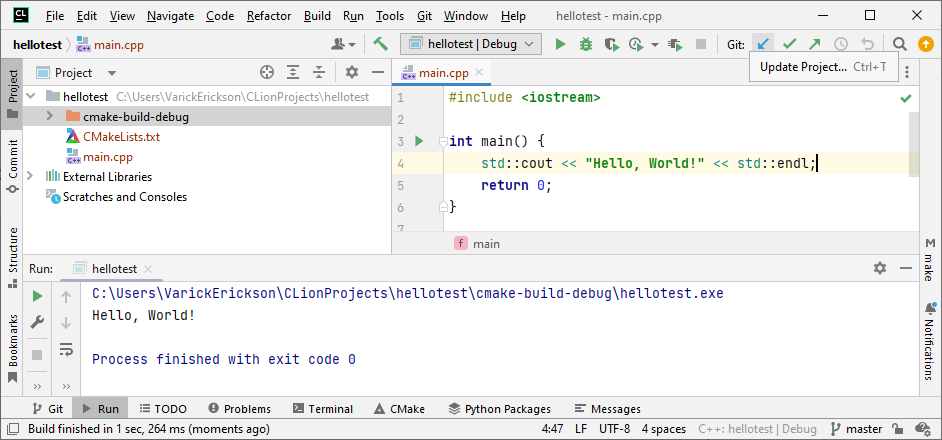 CL File Edit View Navigate Code Refactor Build Run Tools Git Window Help hellotest - main.cpp
hellotest main.cpp hellotest | Debug Git:
Update Project... Ctrl+T
Project
main.cpp
hellotest C:\Users\VarickErickson\CLionProjects\hellotest
cmake-build-debug
CMakeLists.txt
main.cpp
External Libraries
Scratches and Consoles
1 #include <iostream>
2
3 int main() {
4 std::cout << "Hello, World!" << std::endl;
5 return 0;
6 }
7
f main
Project
Commit
Structure
Bookmarks
make
Notifications
Run: hellotest
C:\Users\VarickErickson\CLionProjects\hellotest\cmake-build-debug\hellotest.exe
Hello, World!
Process finished with exit code 0
Git Run TODO Problems Terminal CMake Python Packages Messages
Build finished in 1 sec, 264 ms (moments ago) 4:47 LF UTF-8 4 spaces C++: hellotest | Debug master